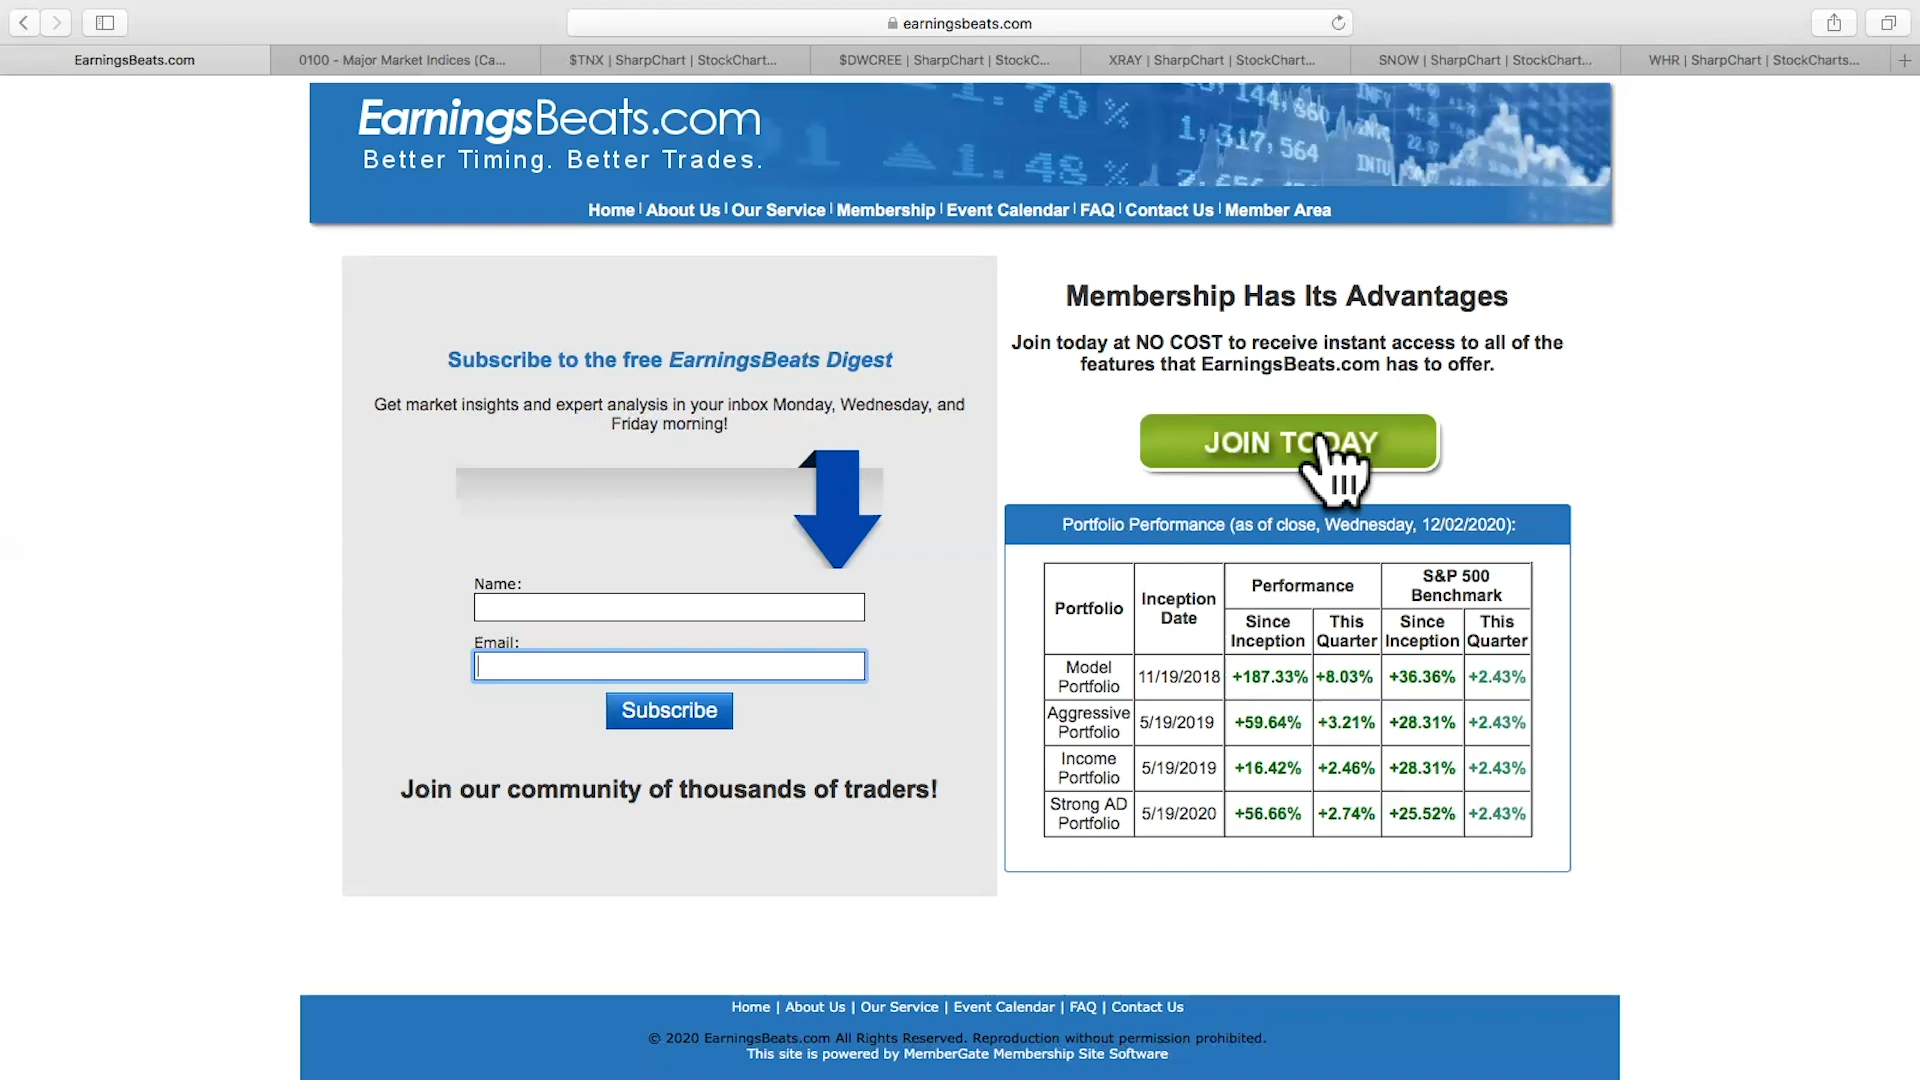 earningsbeats.com
EarningsBeats.com
0100 - Major Market Indices (Ca...
$TNX | SharpChart | StockChart...
$DWCREE | SharpChart | StockC...
XRAY | SharpChart | StockChart...
SNOW | SharpChart | StockChart...
WHR | SharpChart | StockCharts...
EarningsBeats.com
Better Timing. Better Trades.
1. 70 %
1. 48 %
144,860
1,317,564
INTU
Home | About Us | Our Service | Membership | Event Calendar | FAQ | Contact Us | Member Area
Subscribe to the free EarningsBeats Digest
Get market insights and expert analysis in your inbox Monday, Wednesday, and
Friday morning!
Name:
Email:
Subscribe
Join our community of thousands of traders!
Membership Has Its Advantages
Join today at NO COST to receive instant access to all of the
features that EarningsBeats.com has to offer.
JOIN TODAY
Portfolio Performance (as of close, Wednesday, 12/02/2020):
Portfolio
Inception
Date
Performance
S&P 500
Benchmark
Since
Inception
This
Quarter
Since
Inception
This
Quarter
Model
Portfolio
11/19/2018 +187.33% +8.03% +36.36% +2.43%
Aggressive
Portfolio
5/19/2019 +59.64% +3.21% +28.31% +2.43%
Income
Portfolio
5/19/2019 +16.42% +2.46% +28.31% +2.43%
Strong AD
Portfolio
5/19/2020 +56.66% +2.74% +25.52% +2.43%
Home | About Us | Our Service | Event Calendar | FAQ | Contact Us
© 2020 EarningsBeats.com All Rights Reserved. Reproduction without permission prohibited.
This site is powered by MemberGate Membership Site Software